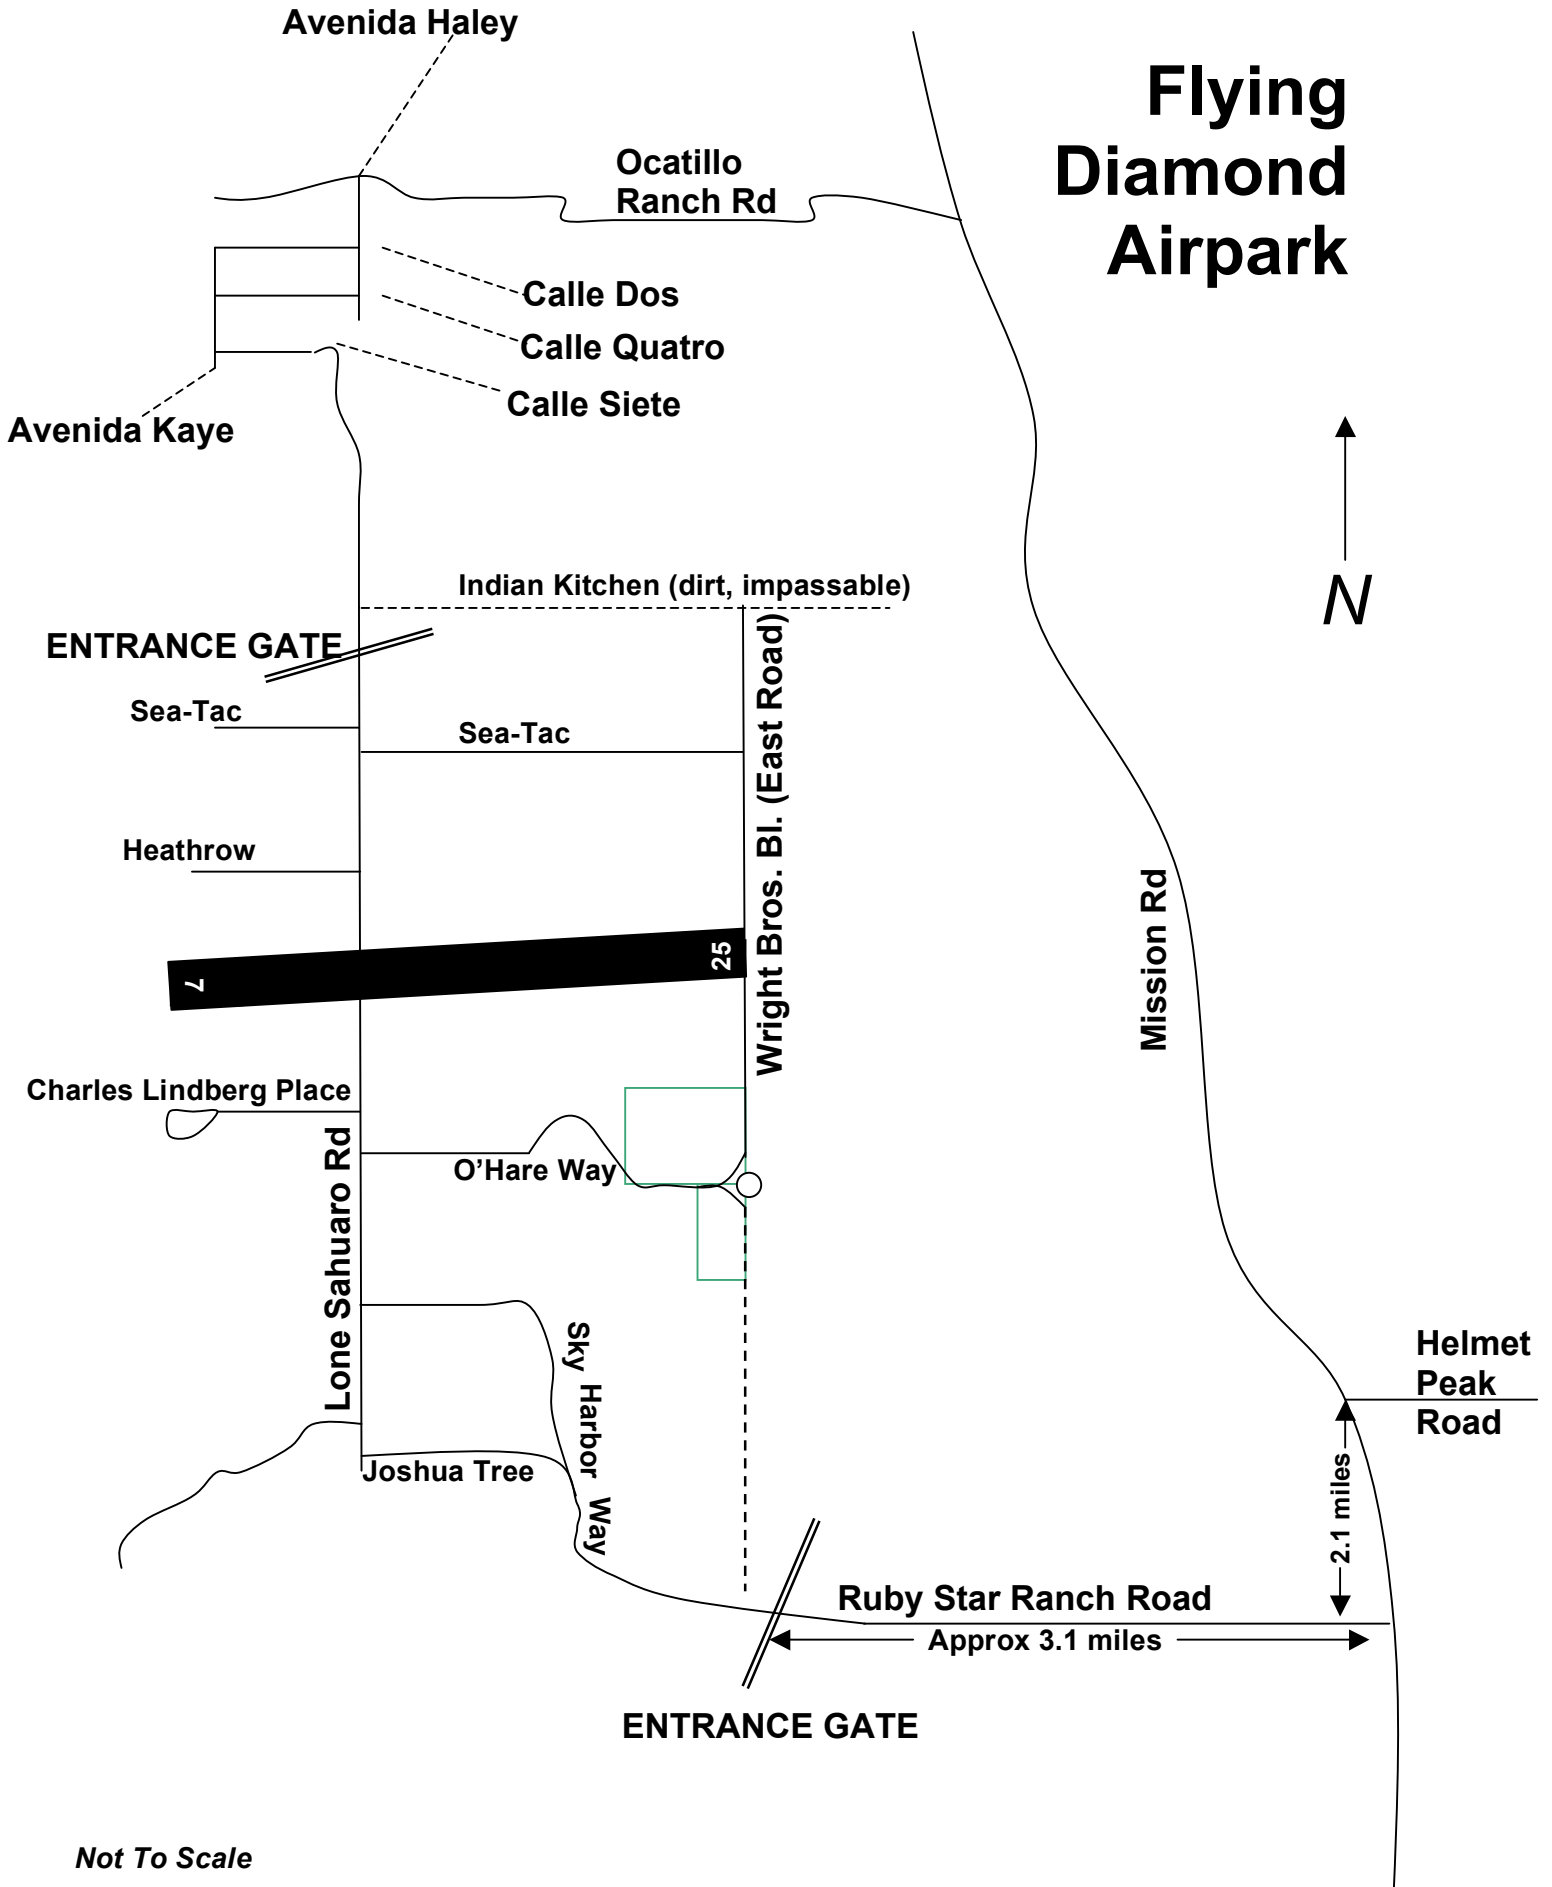 Avenida Haley
Flying
Diamond
Airpark
Ocatillo
Ranch Rd
Calle Dos
Calle Quatro
Calle Siete
Avenida Kaye
N
Indian Kitchen (dirt, impassable)
ENTRANCE GATE
Sea-Tac
Sea-Tac
Wright Bros. Bl. (East Road)
Heathrow
Mission Rd
7
25
Charles Lindberg Place
O'Hare Way
Lone Sahuaro Rd
Sky Harbor Way
Helmet
Peak
Road
Joshua Tree
2.1 miles
Ruby Star Ranch Road
Approx 3.1 miles
ENTRANCE GATE
Not To Scale